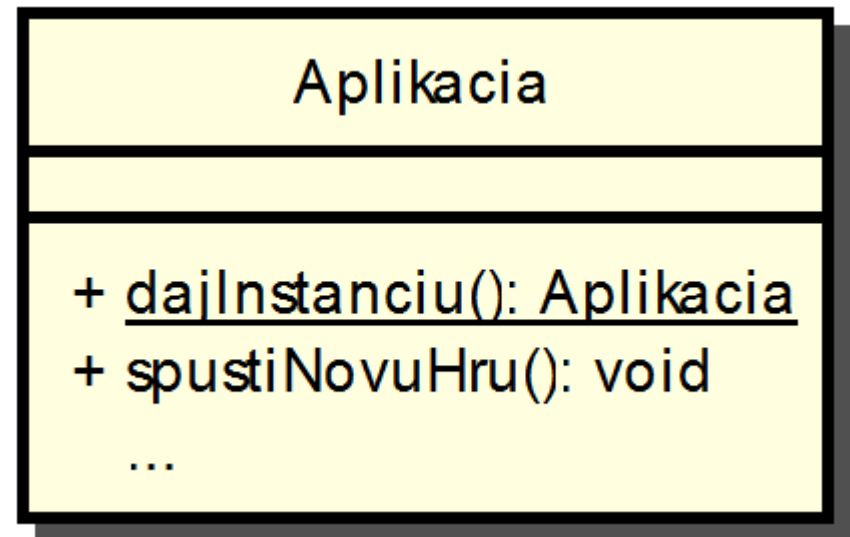 Aplikacia
+ dajInstanciu(): Aplikacia
+ spustiNovuHru(): void
...